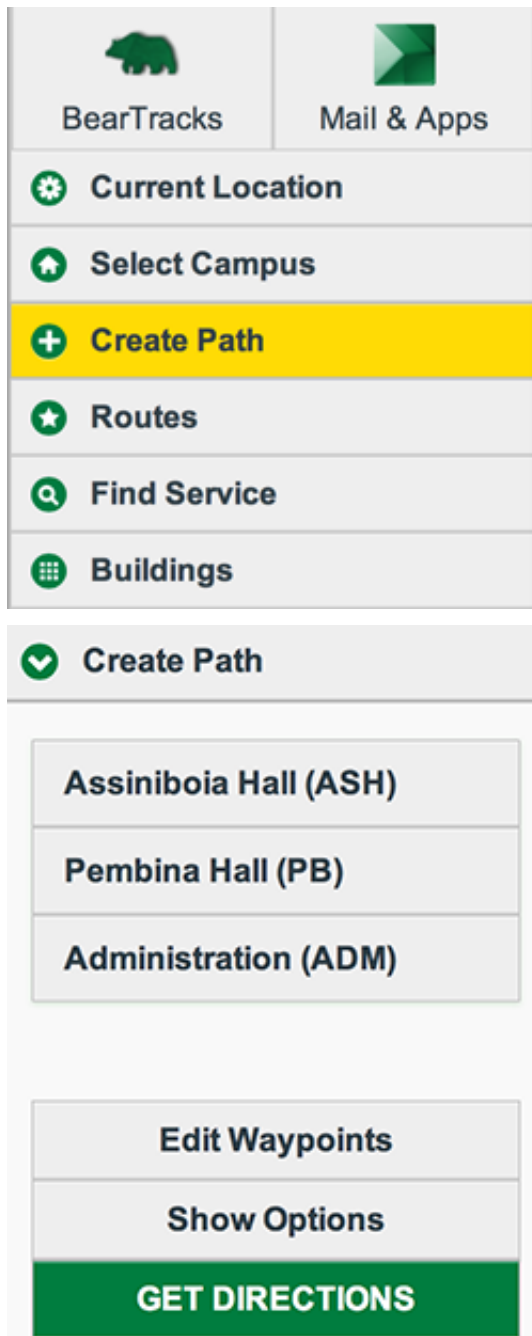 BearTracks
Mail & Apps
Current Location
Select Campus
Create Path
Routes
Find Service
Buildings
Create Path
Assiniboia Hall (ASH)
Pembina Hall (PB)
Administration (ADM)
Edit Waypoints
Show Options
GET DIRECTIONS